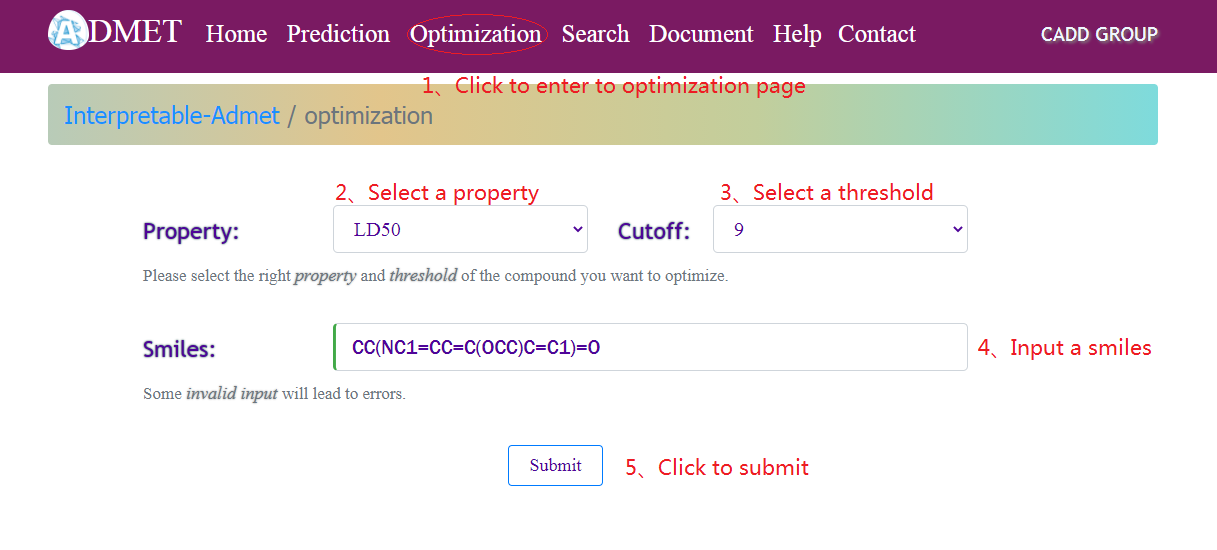 ADMET Home Prediction Optimization Search Document Help Contact CADD GROUP
1、Click to enter to optimization page
Interpretable-Admet / optimization
2、Select a property 3、Select a threshold
Property: LD50 Cutoff: 9
Please select the right property and threshold of the compound you want to optimize.
Smiles: CC(NC1=CC=C(OCC)C=C1)=O 4、Input a smiles
Some invalid input will lead to errors.
Submit 5、Click to submit